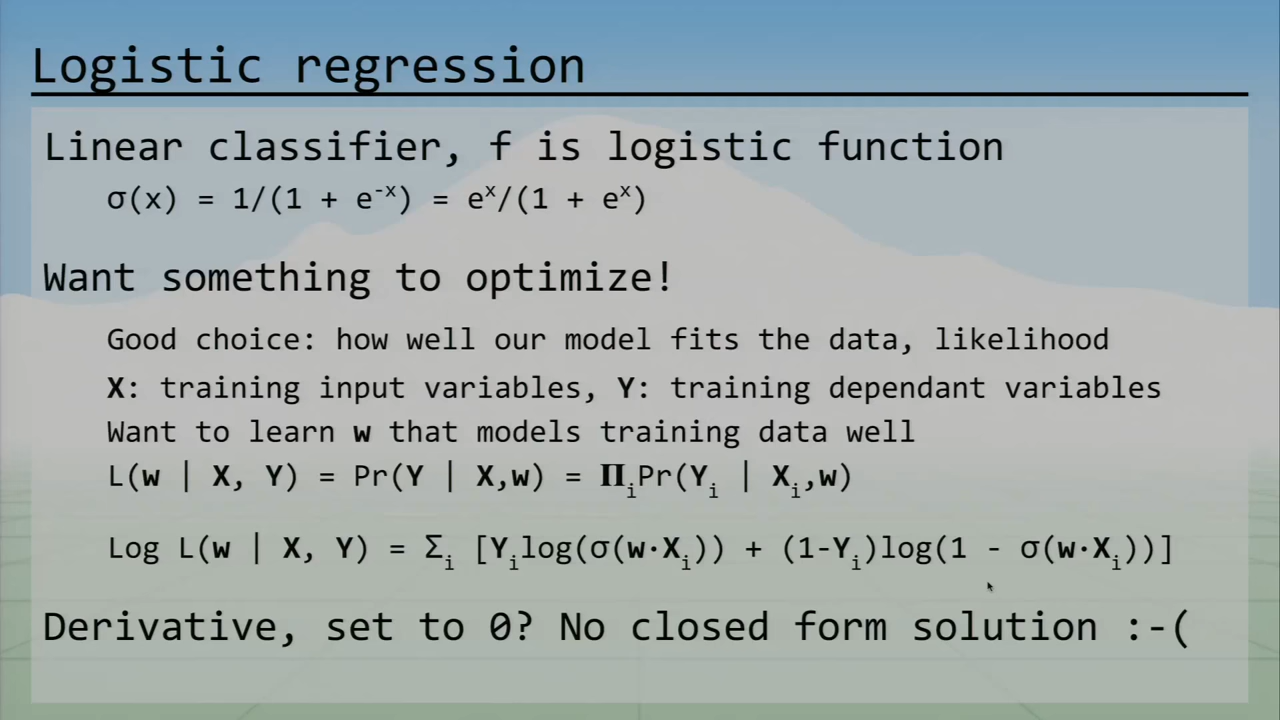 Logistic regression
Linear classifier, f is logistic function
σ(x) = 1/(1 + e⁻ˣ) = eˣ/(1 + eˣ)
Want something to optimize!
Good choice: how well our model fits the data, likelihood
X: training input variables, Y: training dependant variables
Want to learn w that models training data well
L(w | X, Y) = Pr(Y | X,w) = ΠᵢPr(Yᵢ | Xᵢ,w)
Log L(w | X, Y) = Σᵢ [Yᵢlog(σ(w·Xᵢ)) + (1-Yᵢ)log(1 - σ(w·Xᵢ))]
Derivative, set to 0? No closed form solution :-(